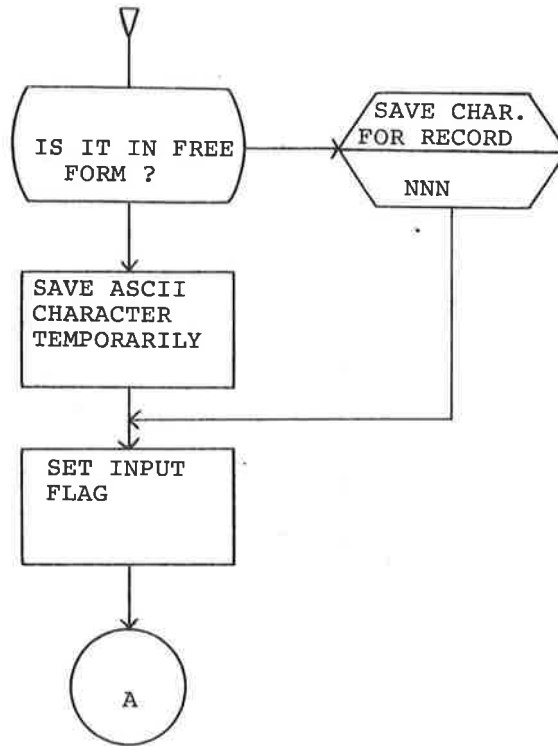 IS IT IN FREE
FORM ?
SAVE CHAR.
FOR RECORD
NNN
SAVE ASCII
CHARACTER
TEMPORARILY
SET INPUT
FLAG
A